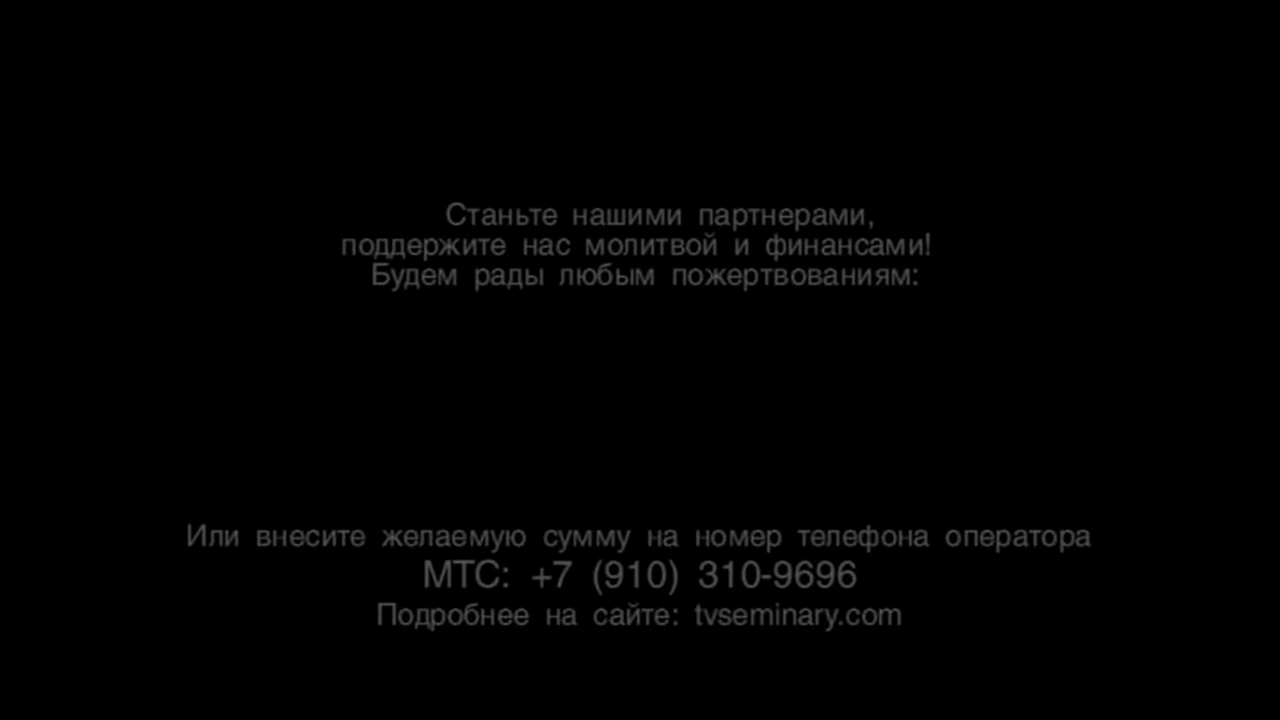 Станьте нашими партнерами,
поддержите нас молитвой и финансами!
Будем рады любым пожертвованиям:
Или внесите желаемую сумму на номер телефона оператора
МТС: +7 (910) 310-9696
Подробнее на сайте: tvseminary.com